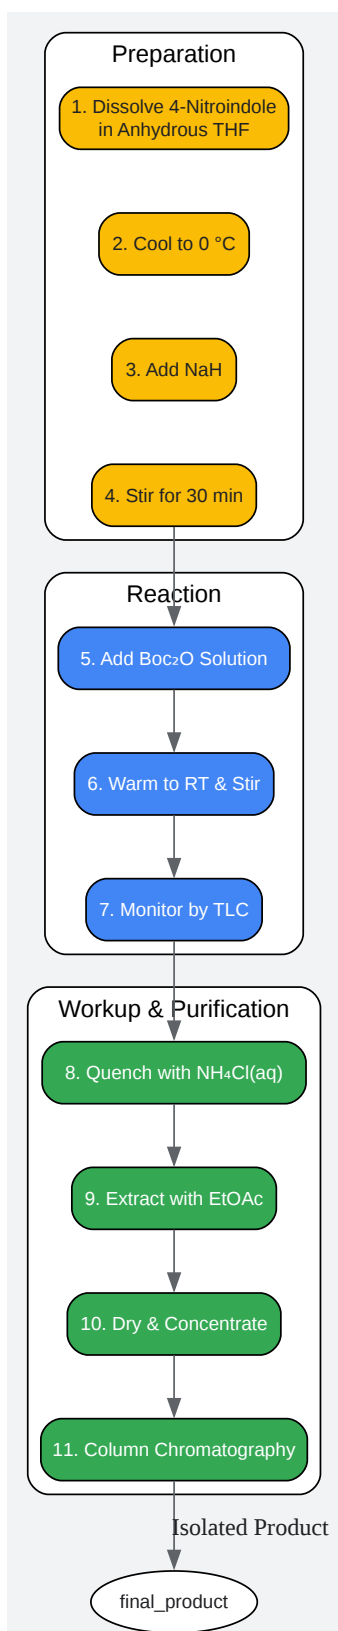 Preparation
1. Dissolve 4-Nitroindole
in Anhydrous THF
2. Cool to 0 °C
3. Add NaH
4. Stir for 30 min
Reaction
5. Add Boc₂O Solution
6. Warm to RT & Stir
7. Monitor by TLC
Workup & Purification
8. Quench with NH₄Cl(aq)
9. Extract with EtOAc
10. Dry & Concentrate
11. Column Chromatography
Isolated Product
final_product